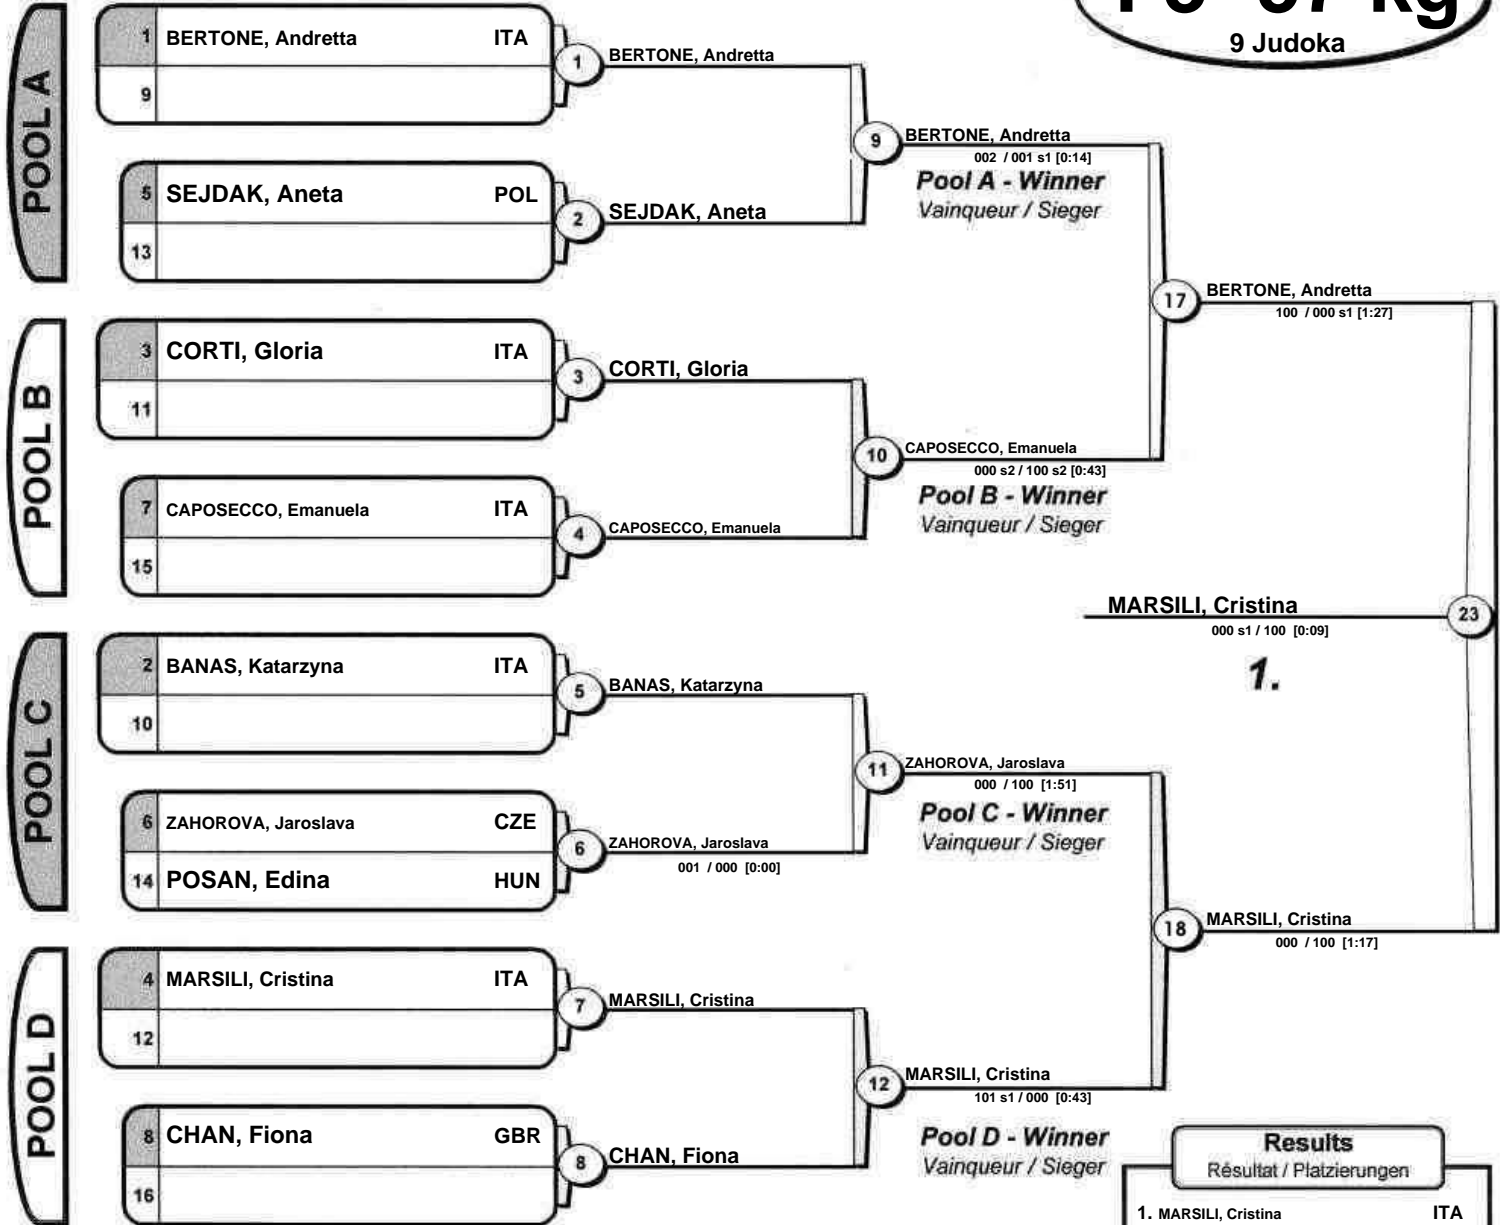 9 Judoka
POOL A
1 BERTONE, Andretta ITA
9
1 BERTONE, Andretta
5 SEJDAK, Aneta POL
13
2 SEJDAK, Aneta
9 BERTONE, Andretta
002 / 001 s1 [0:14]
Pool A - Winner
Vainqueur / Sieger
POOL B
3 CORTI, Gloria ITA
11
3 CORTI, Gloria
7 CAPOSECCO, Emanuela ITA
15
4 CAPOSECCO, Emanuela
10 CAPOSECCO, Emanuela
000 s2 / 100 s2 [0:43]
Pool B - Winner
Vainqueur / Sieger
17 BERTONE, Andretta
100 / 000 s1 [1:27]
MARSILI, Cristina 23
000 s1 / 100 [0:09]
1.
POOL C
2 BANAS, Katarzyna ITA
10
5 BANAS, Katarzyna
6 ZAHOROVA, Jaroslava CZE
14 POSAN, Edina HUN
6 ZAHOROVA, Jaroslava
001 / 000 [0:00]
11 ZAHOROVA, Jaroslava
000 / 100 [1:51]
Pool C - Winner
Vainqueur / Sieger
18 MARSILI, Cristina
000 / 100 [1:17]
POOL D
4 MARSILI, Cristina ITA
12
7 MARSILI, Cristina
8 CHAN, Fiona GBR
16
8 CHAN, Fiona
12 MARSILI, Cristina
101 s1 / 000 [0:43]
Pool D - Winner
Vainqueur / Sieger
Results
Résultat / Platzierungen
1. MARSILI, Cristina ITA